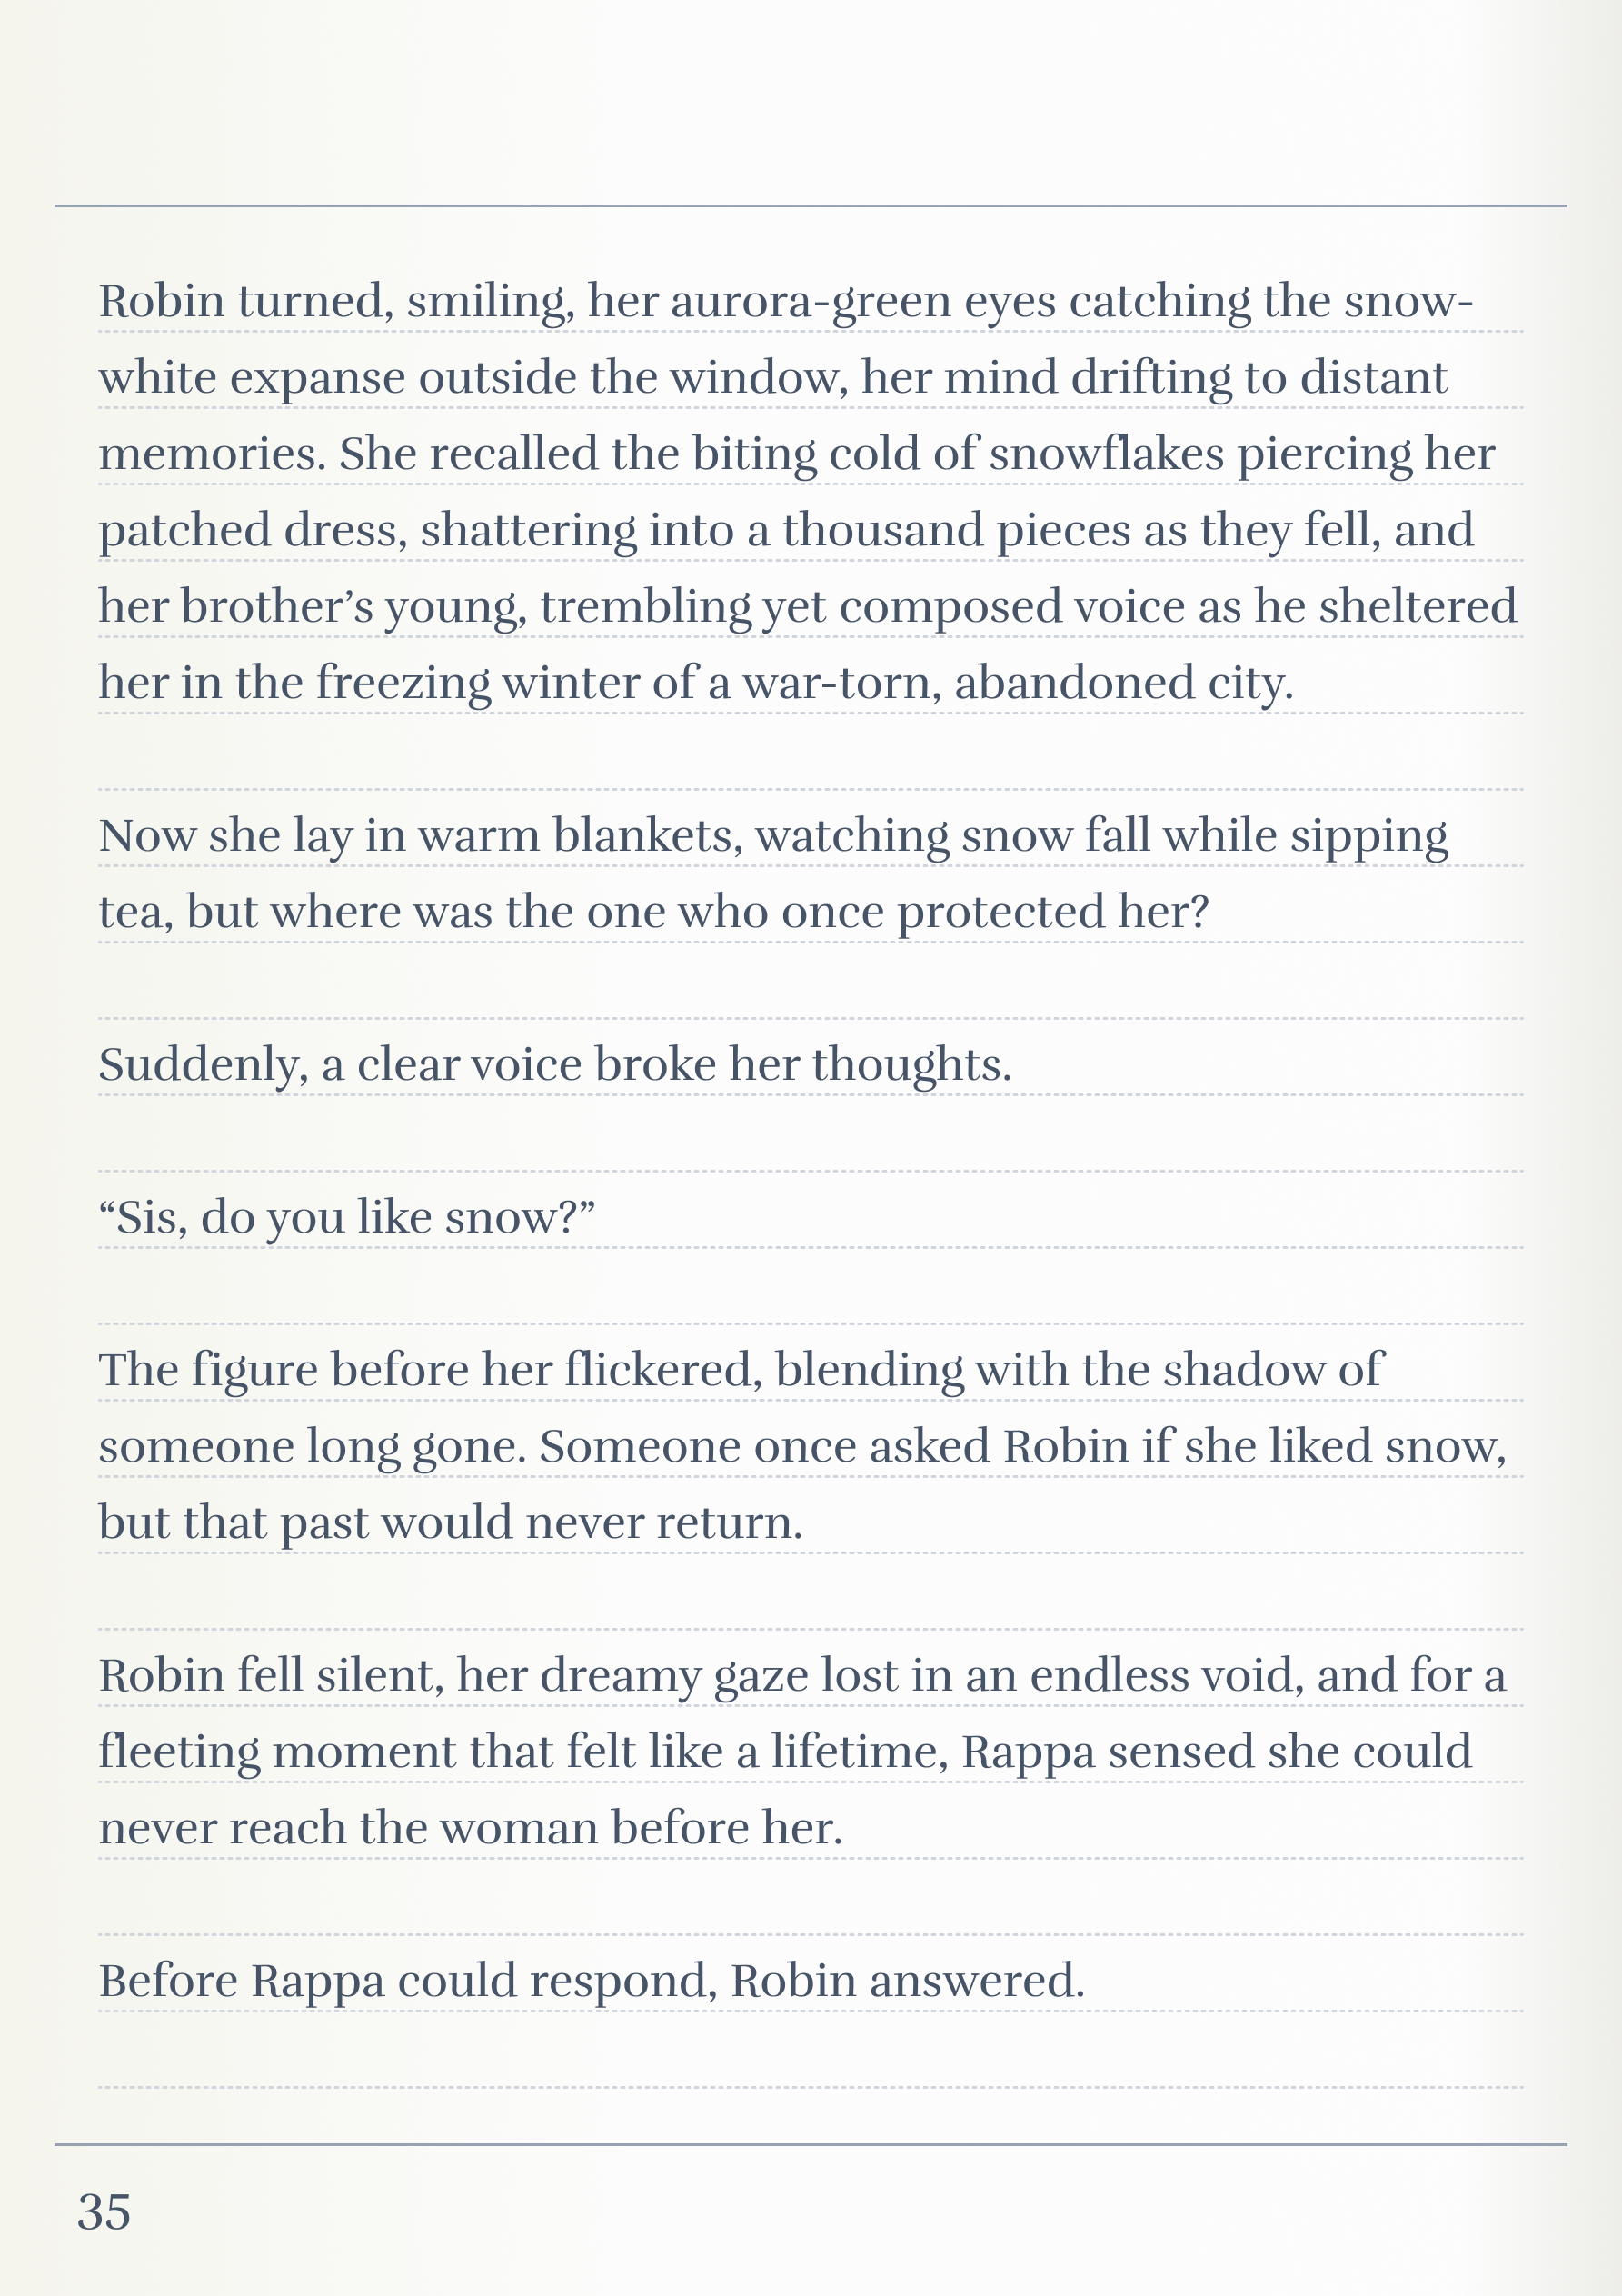 Robin turned, smiling, her aurora-green eyes catching the snow-
white expanse outside the window, her mind drifting to distant
memories. She recalled the biting cold of snowflakes piercing her
patched dress, shattering into a thousand pieces as they fell, and
her brother’s young, trembling yet composed voice as he sheltered
her in the freezing winter of a war-torn, abandoned city.
Now she lay in warm blankets, watching snow fall while sipping
tea, but where was the one who once protected her?
Suddenly, a clear voice broke her thoughts.
“Sis, do you like snow?”
The figure before her flickered, blending with the shadow of
someone long gone. Someone once asked Robin if she liked snow,
but that past would never return.
Robin fell silent, her dreamy gaze lost in an endless void, and for a
fleeting moment that felt like a lifetime, Rappa sensed she could
never reach the woman before her.
Before Rappa could respond, Robin answered.
35